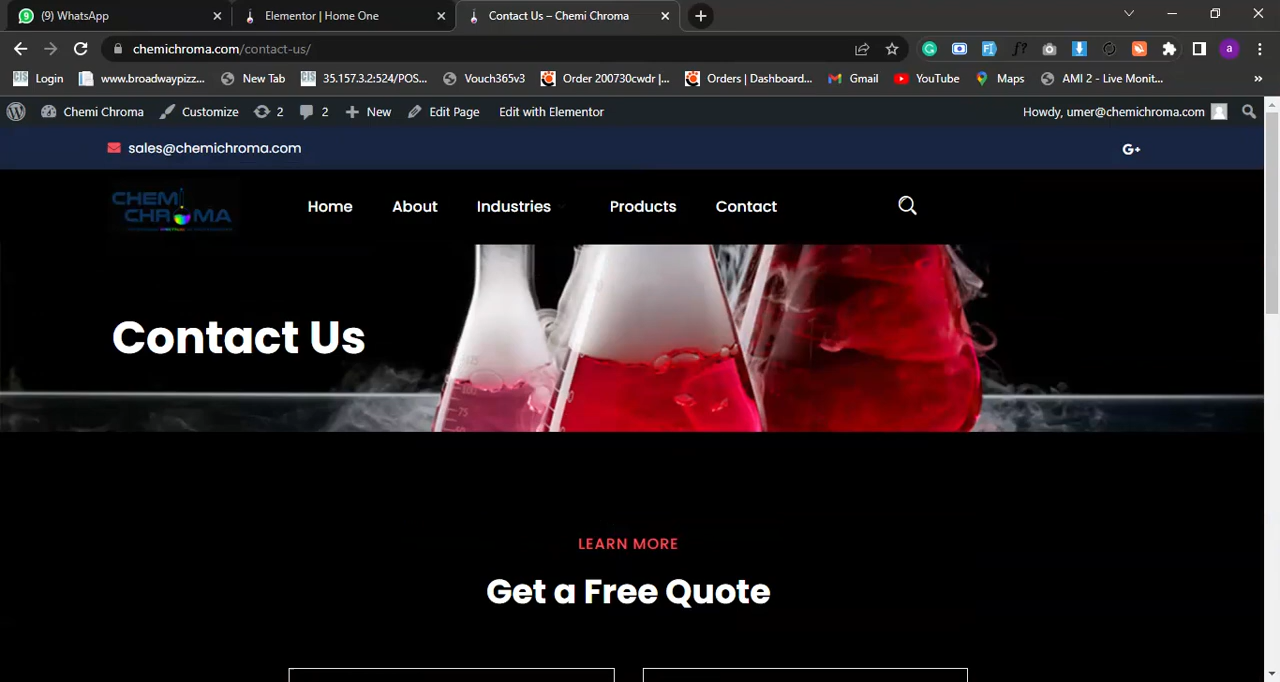 9 (9) WhatsApp
Elementor | Home One
Contact Us – Chemi Chroma
chemichroma.com/contact-us/
f?
a
CJS Login
www.broadwaypizz...
New Tab
CJS 35.157.3.2:524/POS...
Vouch365v3
Order 200730cwdr |...
Orders | Dashboard...
Gmail
YouTube
Maps
AMI 2 - Live Monit...
»
Chemi Chroma
Customize
2
2
New
Edit Page
Edit with Elementor
Howdy, umer@chemichroma.com
sales@chemichroma.com
G+
CHEMI
CHROMA
Home
About
Industries
Products
Contact
Contact Us
LEARN MORE
Get a Free Quote